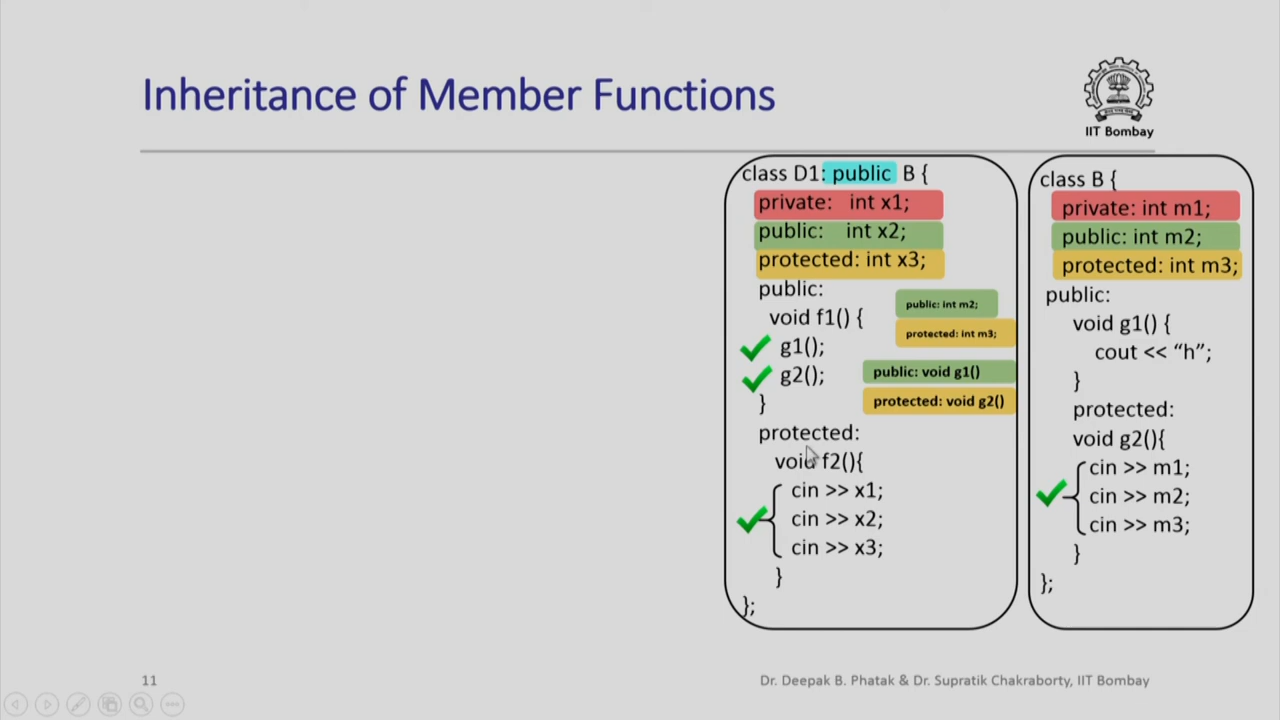 Inheritance of Member Functions
IIT Bombay
class D1: public B {
private: int x1;
public: int x2;
protected: int x3;
public:
void f1() {
g1();
g2();
}
protected:
void f2(){
cin >> x1;
cin >> x2;
cin >> x3;
}
};
public: int m2;
protected: int m3;
public: void g1()
protected: void g2()
class B {
private: int m1;
public: int m2;
protected: int m3;
public:
void g1() {
cout << “h”;
}
protected:
void g2(){
cin >> m1;
cin >> m2;
cin >> m3;
}
};
11
Dr. Deepak B. Phatak & Dr. Supratik Chakraborty, IIT Bombay